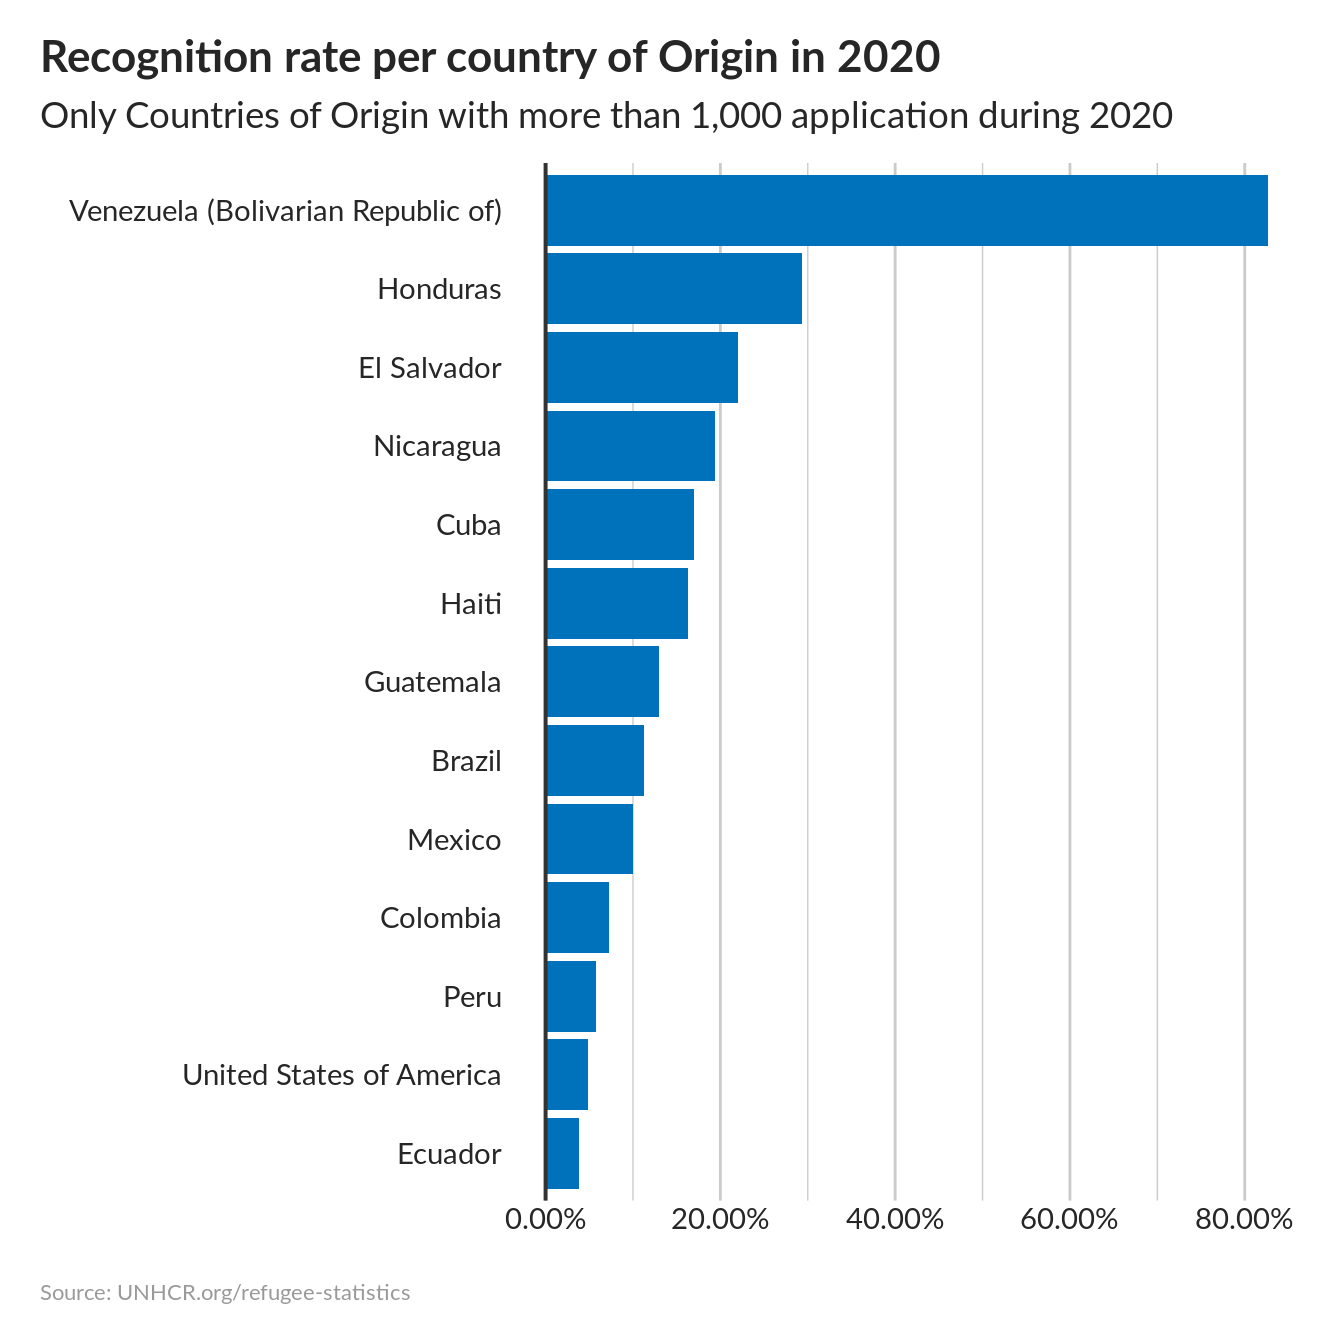 Recognition rate per country of Origin in 2020
Only Countries of Origin with more than 1,000 application during 2020
Venezuela (Bolivarian Republic of)
Honduras
El Salvador
Nicaragua
Cuba
Haiti
Guatemala
Brazil
Mexico
Colombia
Peru
United States of America
Ecuador
0.00% 20.00% 40.00% 60.00% 80.00%
Source: UNHCR.org/refugee-statistics